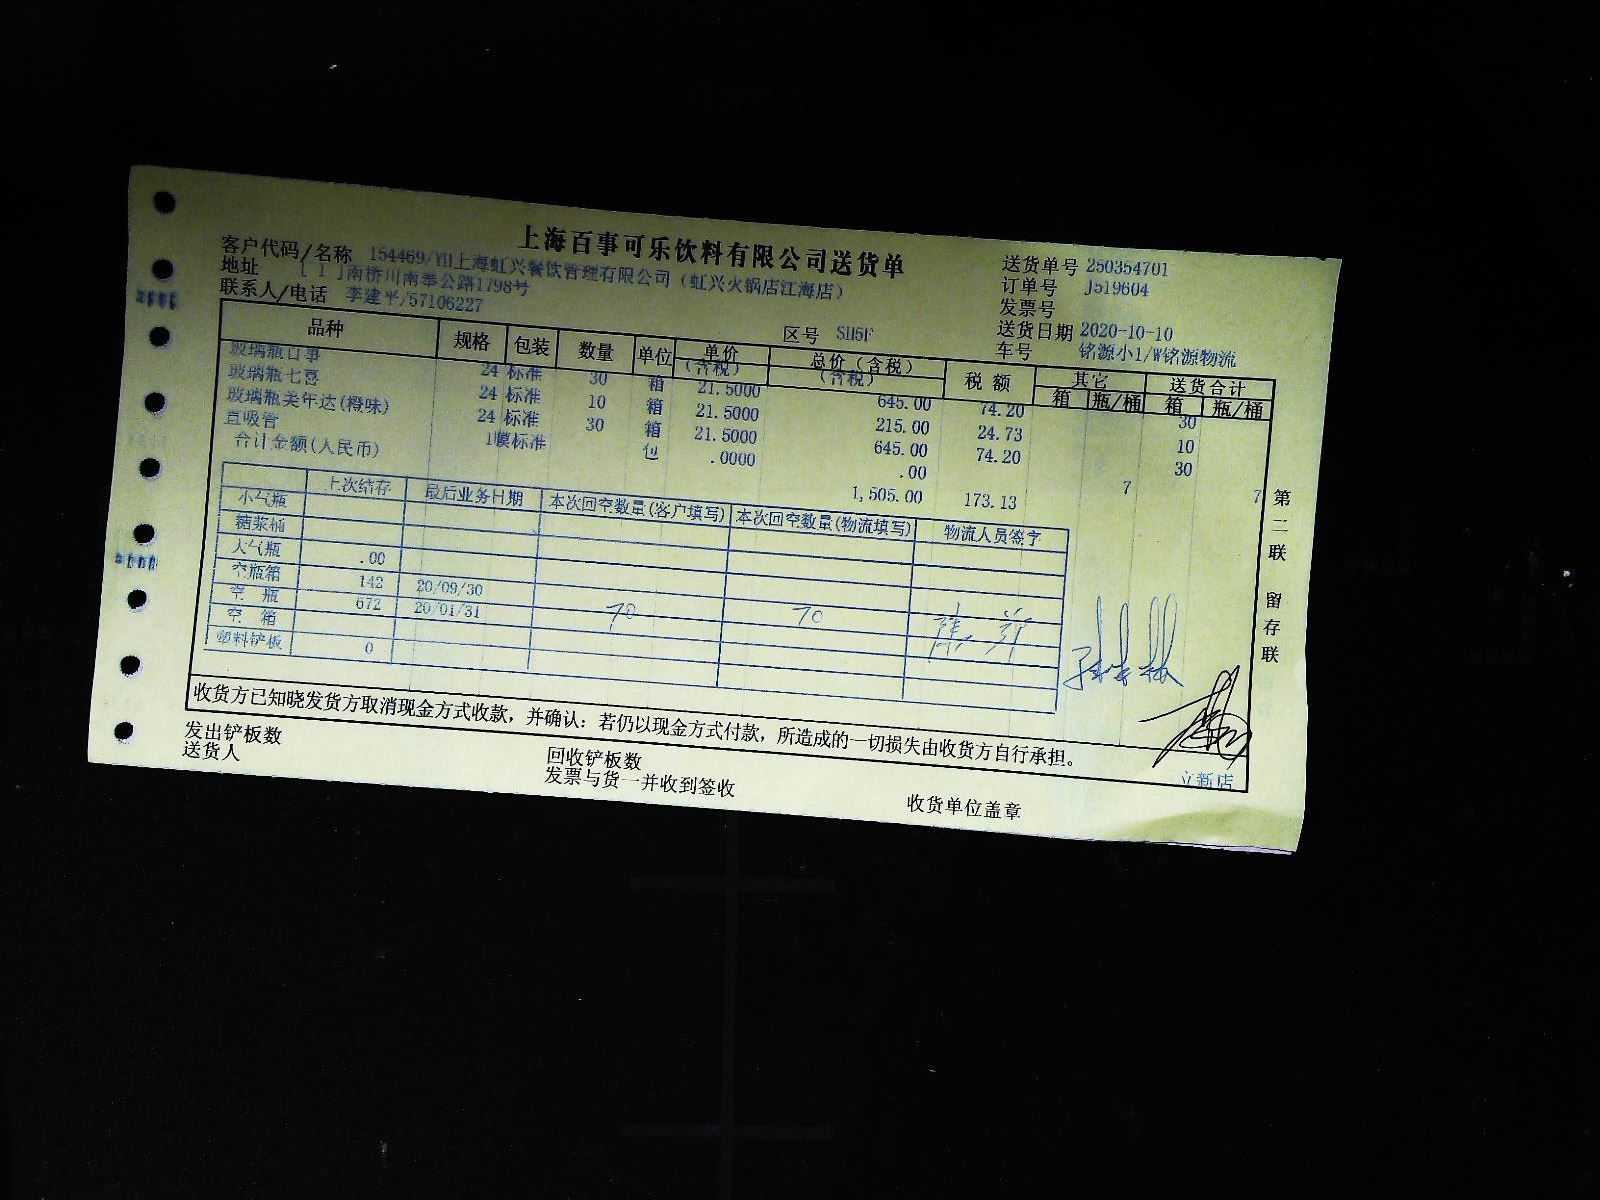 上海百事可乐饮料有限公司送货单
客户代码/名称 154469/YH上海虹兴餐饮管理有限公司（虹兴火锅店江海店） 送货单号 250354701
地址 [ 1 ]南桥川南奉公路1798号 订单号 J519604
联系人/电话 李建平/57106227 发票号
区号 SH5F 送货日期 2020-10-10
车号 铭源小1/W铭源物流
品种 规格 包装 数量 单位 单价(含税) 总价（含税） (含税) 税 额 其它 箱 瓶/桶 送货合计 箱 瓶/桶
玻璃瓶百事 24 标准 30 箱 21.5000 645.00 74.20 30
玻璃瓶七喜 24 标准 10 箱 21.5000 215.00 24.73 10
玻璃瓶美年达(橙味) 24 标准 30 箱 21.5000 645.00 74.20 30
直吸管 1膜标准 包 .0000 .00 7 7
合计金额(人民币) 1,505.00 173.13
上次结存 最后业务日期 本次回空数量(客户填写) 本次回空数量(物流填写) 物流人员签字
小气瓶
糖浆桶
大气瓶 .00
空瓶箱 142 20/09/30
空 瓶 672 20/01/31 70 70
空 箱
塑料铲板 0
收货方已知晓发货方取消现金方式收款，并确认：若仍以现金方式付款，所造成的一切损失由收货方自行承担。
立新店
发出铲板数 回收铲板数
送货人 发票与货一并收到签收 收货单位盖章
第二联 留存联